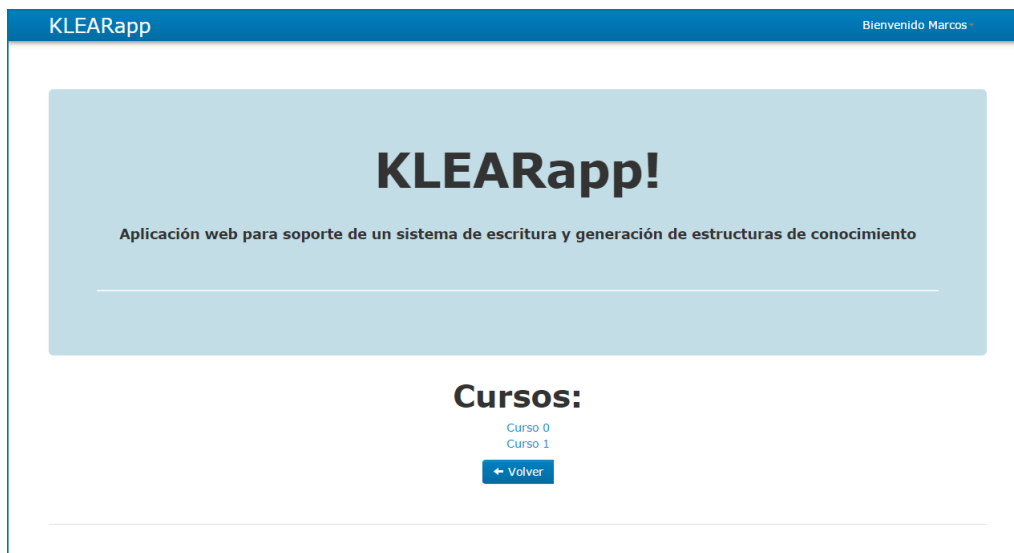 KLEARapp
Bienvenido Marcos
KLEARapp!
Aplicación web para soporte de un sistema de escritura y generación de estructuras de conocimiento
Cursos:
Curso 0
Curso 1
Volver